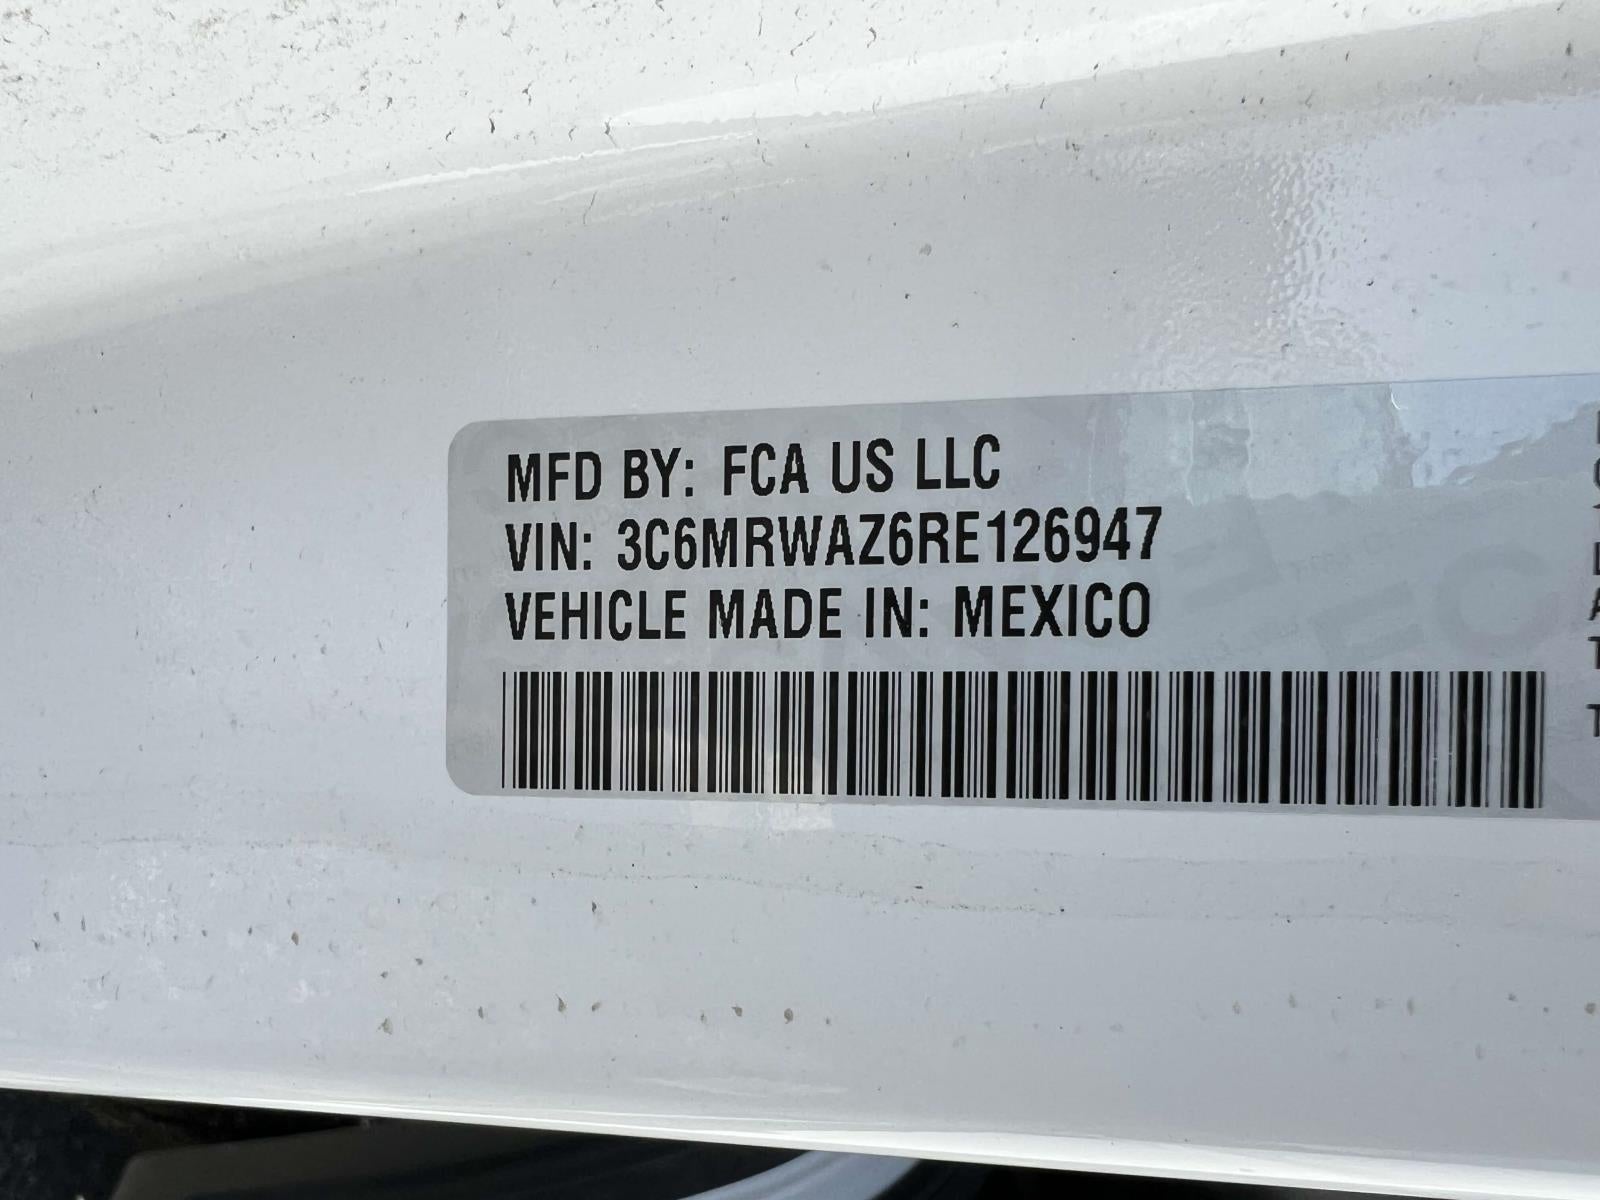 MFD BY: FCA US LLC
VIN: 3C6MRWAZ6RE126947
VEHICLE MADE IN: MEXICO